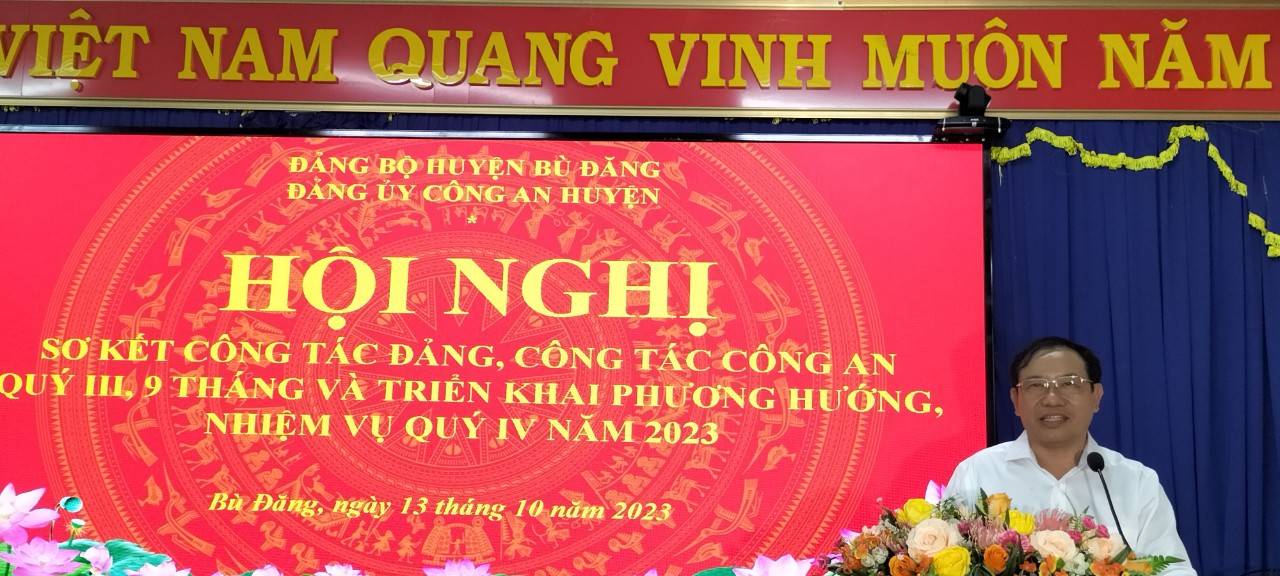 VIỆT NAM QUANG VINH MUÔN NĂM
ĐẢNG BỘ HUYỆN BÙ ĐĂNG
ĐẢNG ỦY CÔNG AN HUYỆN
*
HỘI NGHỊ
SƠ KẾT CÔNG TÁC ĐẢNG, CÔNG TÁC CÔNG AN
QUÝ III, 9 THÁNG VÀ TRIỂN KHAI PHƯƠNG HƯỚNG,
NHIỆM VỤ QUÝ IV NĂM 2023
Bù Đăng, ngày 13 tháng 10 năm 2023